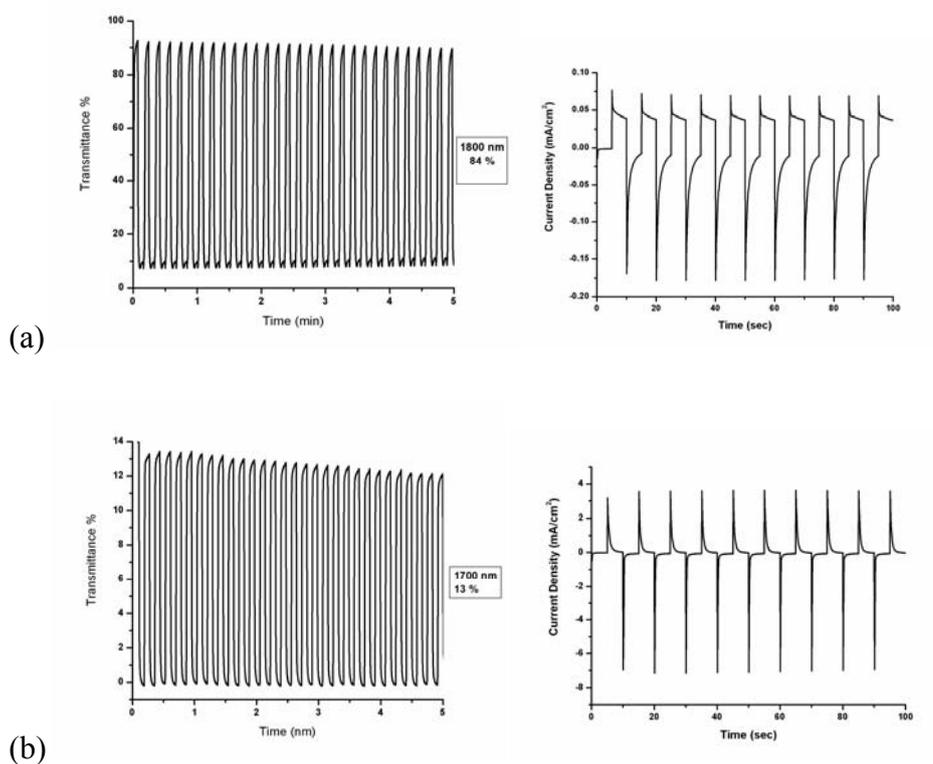 100
80
60
40
20
0
Transmittance %
0 1 2 3 4 5
Time (min)
1800 nm
84 %
0.10
0.05
0.00
-0.05
-0.10
-0.15
-0.20
Current Density (mA/cm²)
0 20 40 60 80 100
Time (sec)
(a)
14
12
10
8
6
4
2
0
Transmittance %
0 1 2 3 4 5
Time (nm)
1700 nm
13 %
4
2
0
-2
-4
-6
-8
Current Density (mA/cm²)
0 20 40 60 80 100
Time (sec)
(b)